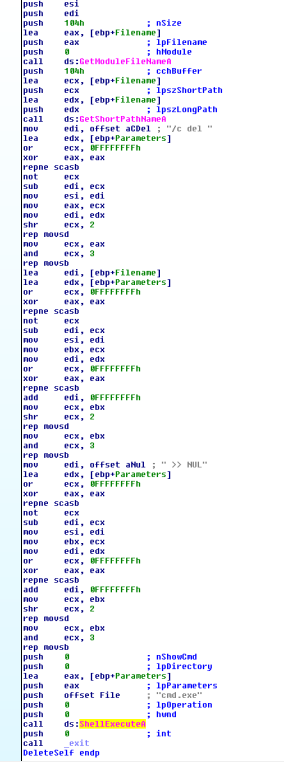 push esi
push edi
push 104h ; nSize
lea eax, [ebp+Filename]
push eax ; lpFilename
push 0 ; hModule
call ds:GetModuleFileNameA
push 104h ; cchBuffer
lea ecx, [ebp+Filename]
push ecx ; lpszShortPath
lea edx, [ebp+Filename]
push edx ; lpszLongPath
call ds:GetShortPathNameA
mov edi, offset aCDel ; "/c del "
lea edx, [ebp+Parameters]
or ecx, 0FFFFFFFFh
xor eax, eax
repne scasb
not ecx
sub edi, ecx
mov esi, edi
mov eax, ecx
mov edi, edx
shr ecx, 2
rep movsd
mov ecx, eax
and ecx, 3
rep movsb
lea edi, [ebp+Filename]
lea edx, [ebp+Parameters]
or ecx, 0FFFFFFFFh
xor eax, eax
repne scasb
not ecx
sub edi, ecx
mov esi, edi
mov ebx, ecx
mov edi, edx
or ecx, 0FFFFFFFFh
xor eax, eax
repne scasb
add edi, 0FFFFFFFFh
mov ecx, ebx
shr ecx, 2
rep movsd
mov ecx, ebx
and ecx, 3
rep movsb
mov edi, offset aNul ; " >> NUL"
lea edx, [ebp+Parameters]
or ecx, 0FFFFFFFFh
xor eax, eax
repne scasb
not ecx
sub edi, ecx
mov esi, edi
mov ebx, ecx
mov edi, edx
or ecx, 0FFFFFFFFh
xor eax, eax
repne scasb
add edi, 0FFFFFFFFh
mov ecx, ebx
shr ecx, 2
rep movsd
mov ecx, ebx
and ecx, 3
rep movsb
push 0 ; nShowCmd
push 0 ; lpDirectory
lea eax, [ebp+Parameters]
push eax ; lpParameters
push offset File ; "cmd.exe"
push 0 ; lpOperation
push 0 ; hwnd
call ds:ShellExecuteA
push 0 ; int
call _exit
DeleteSelf endp